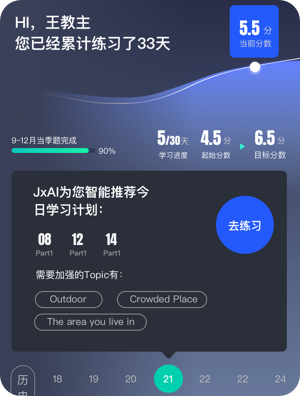 HI，王教主
您已经累计练习了33天
5.5 分
当前分数
9-12月当季题完成
90%
5/30天
学习进度
4.5 分
起始分数
6.5 分
目标分数
JxAI为您智能推荐今
日学习计划：
08 12 14
Part1 Part1 Part1
去练习
需要加强的Topic有：
Outdoor Crowded Place
The area you live in
历 18 19 20 21 22 22 24